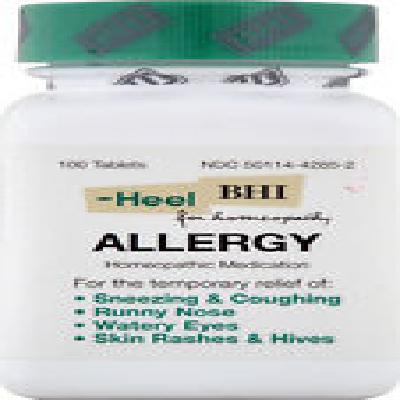 100 Tablets NDC 50114-4285-2
-Heel BHI
for homeopathy
ALLERGY
Homeopathic Medication
For the temporary relief of:
• Sneezing & Coughing
• Runny Nose
• Watery Eyes
• Skin Rashes & Hives